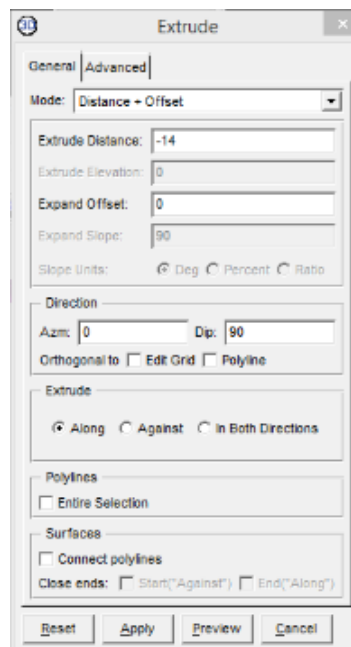 Extrude
General Advanced
Mode: Distance + Offset
Extrude Distance: -14
Extrude Elevation: 0
Expand Offset: 0
Expand Slope: 90
Slope Units: Deg Percent Ratio
Direction
Azm: 0 Dip: 90
Orthogonal to Edit Grid Polyline
Extrude
Along Against In Both Directions
Polylines
Entire Selection
Surfaces
Connect polylines
Close ends: Start("Against") End("Along")
Reset Apply Preview Cancel